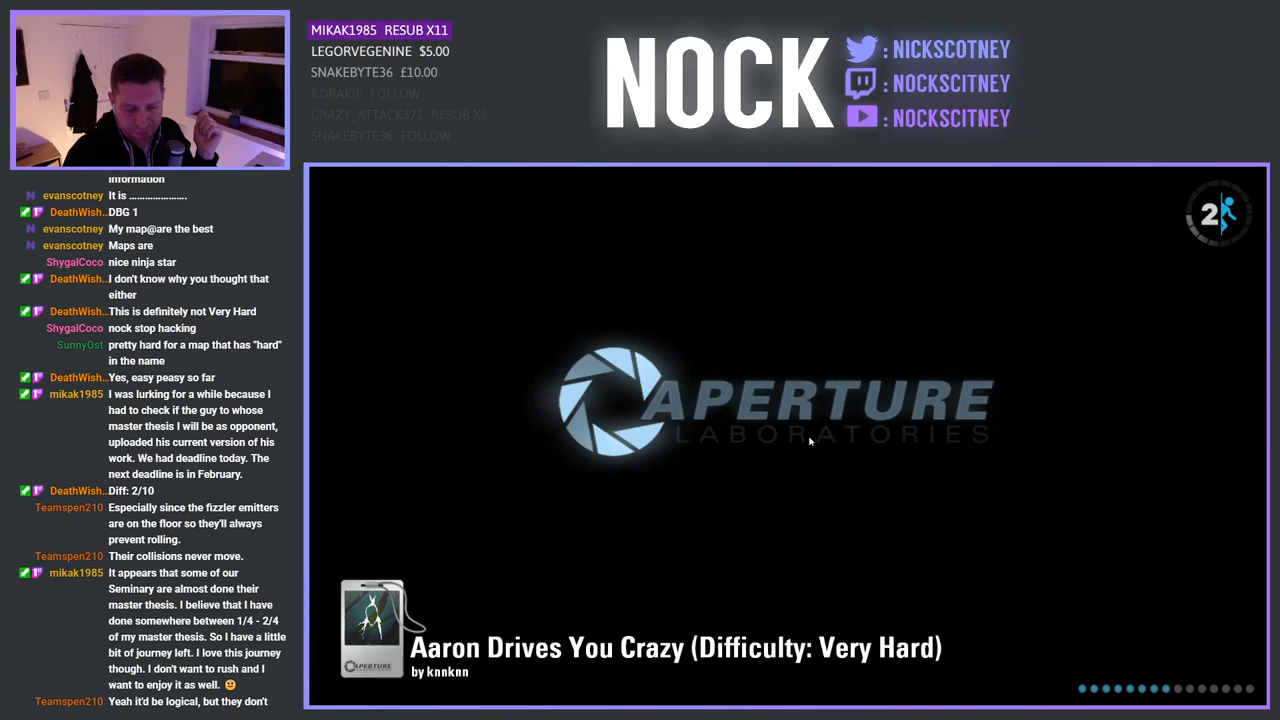 MIKAK1985 RESUB X11
LEGORVEGENINE $5.00
SNAKEBYTE36 £10.00
KORAKIE FOLLOW
CRAZY_ATTACK371 RESUB X6
SNAKEBYTE36 FOLLOW
NOCK
: NICKSCOTNEY
: NOCKSCITNEY
: NOCKSCITNEY
information
evanscotney It is .....................
DeathWish... DBG 1
evanscotney My map@are the best
evanscotney Maps are
ShygalCoco nice ninja star
DeathWish... I don't know why you thought that
either
DeathWish... This is definitely not Very Hard
ShygalCoco nock stop hacking
SunnyOst pretty hard for a map that has "hard"
in the name
DeathWish... Yes, easy peasy so far
mikak1985 I was lurking for a while because I
had to check if the guy to whose
master thesis I will be as opponent,
uploaded his current version of his
work. We had deadline today. The
next deadline is in February.
DeathWish... Diff: 2/10
Teamspen210 Especially since the fizzler emitters
are on the floor so they'll always
prevent rolling.
Teamspen210 Their collisions never move.
mikak1985 It appears that some of our
Seminary are almost done their
master thesis. I believe that I have
done somewhere between 1/4 - 2/4
of my master thesis. So I have a little
bit of journey left. I love this journey
though. I don't want to rush and I
want to enjoy it as well.
Teamspen210 Yeah it'd be logical, but they don't
2
APERTURE
LABORATORIES
APERTURE
Aaron Drives You Crazy (Difficulty: Very Hard)
by knnknn